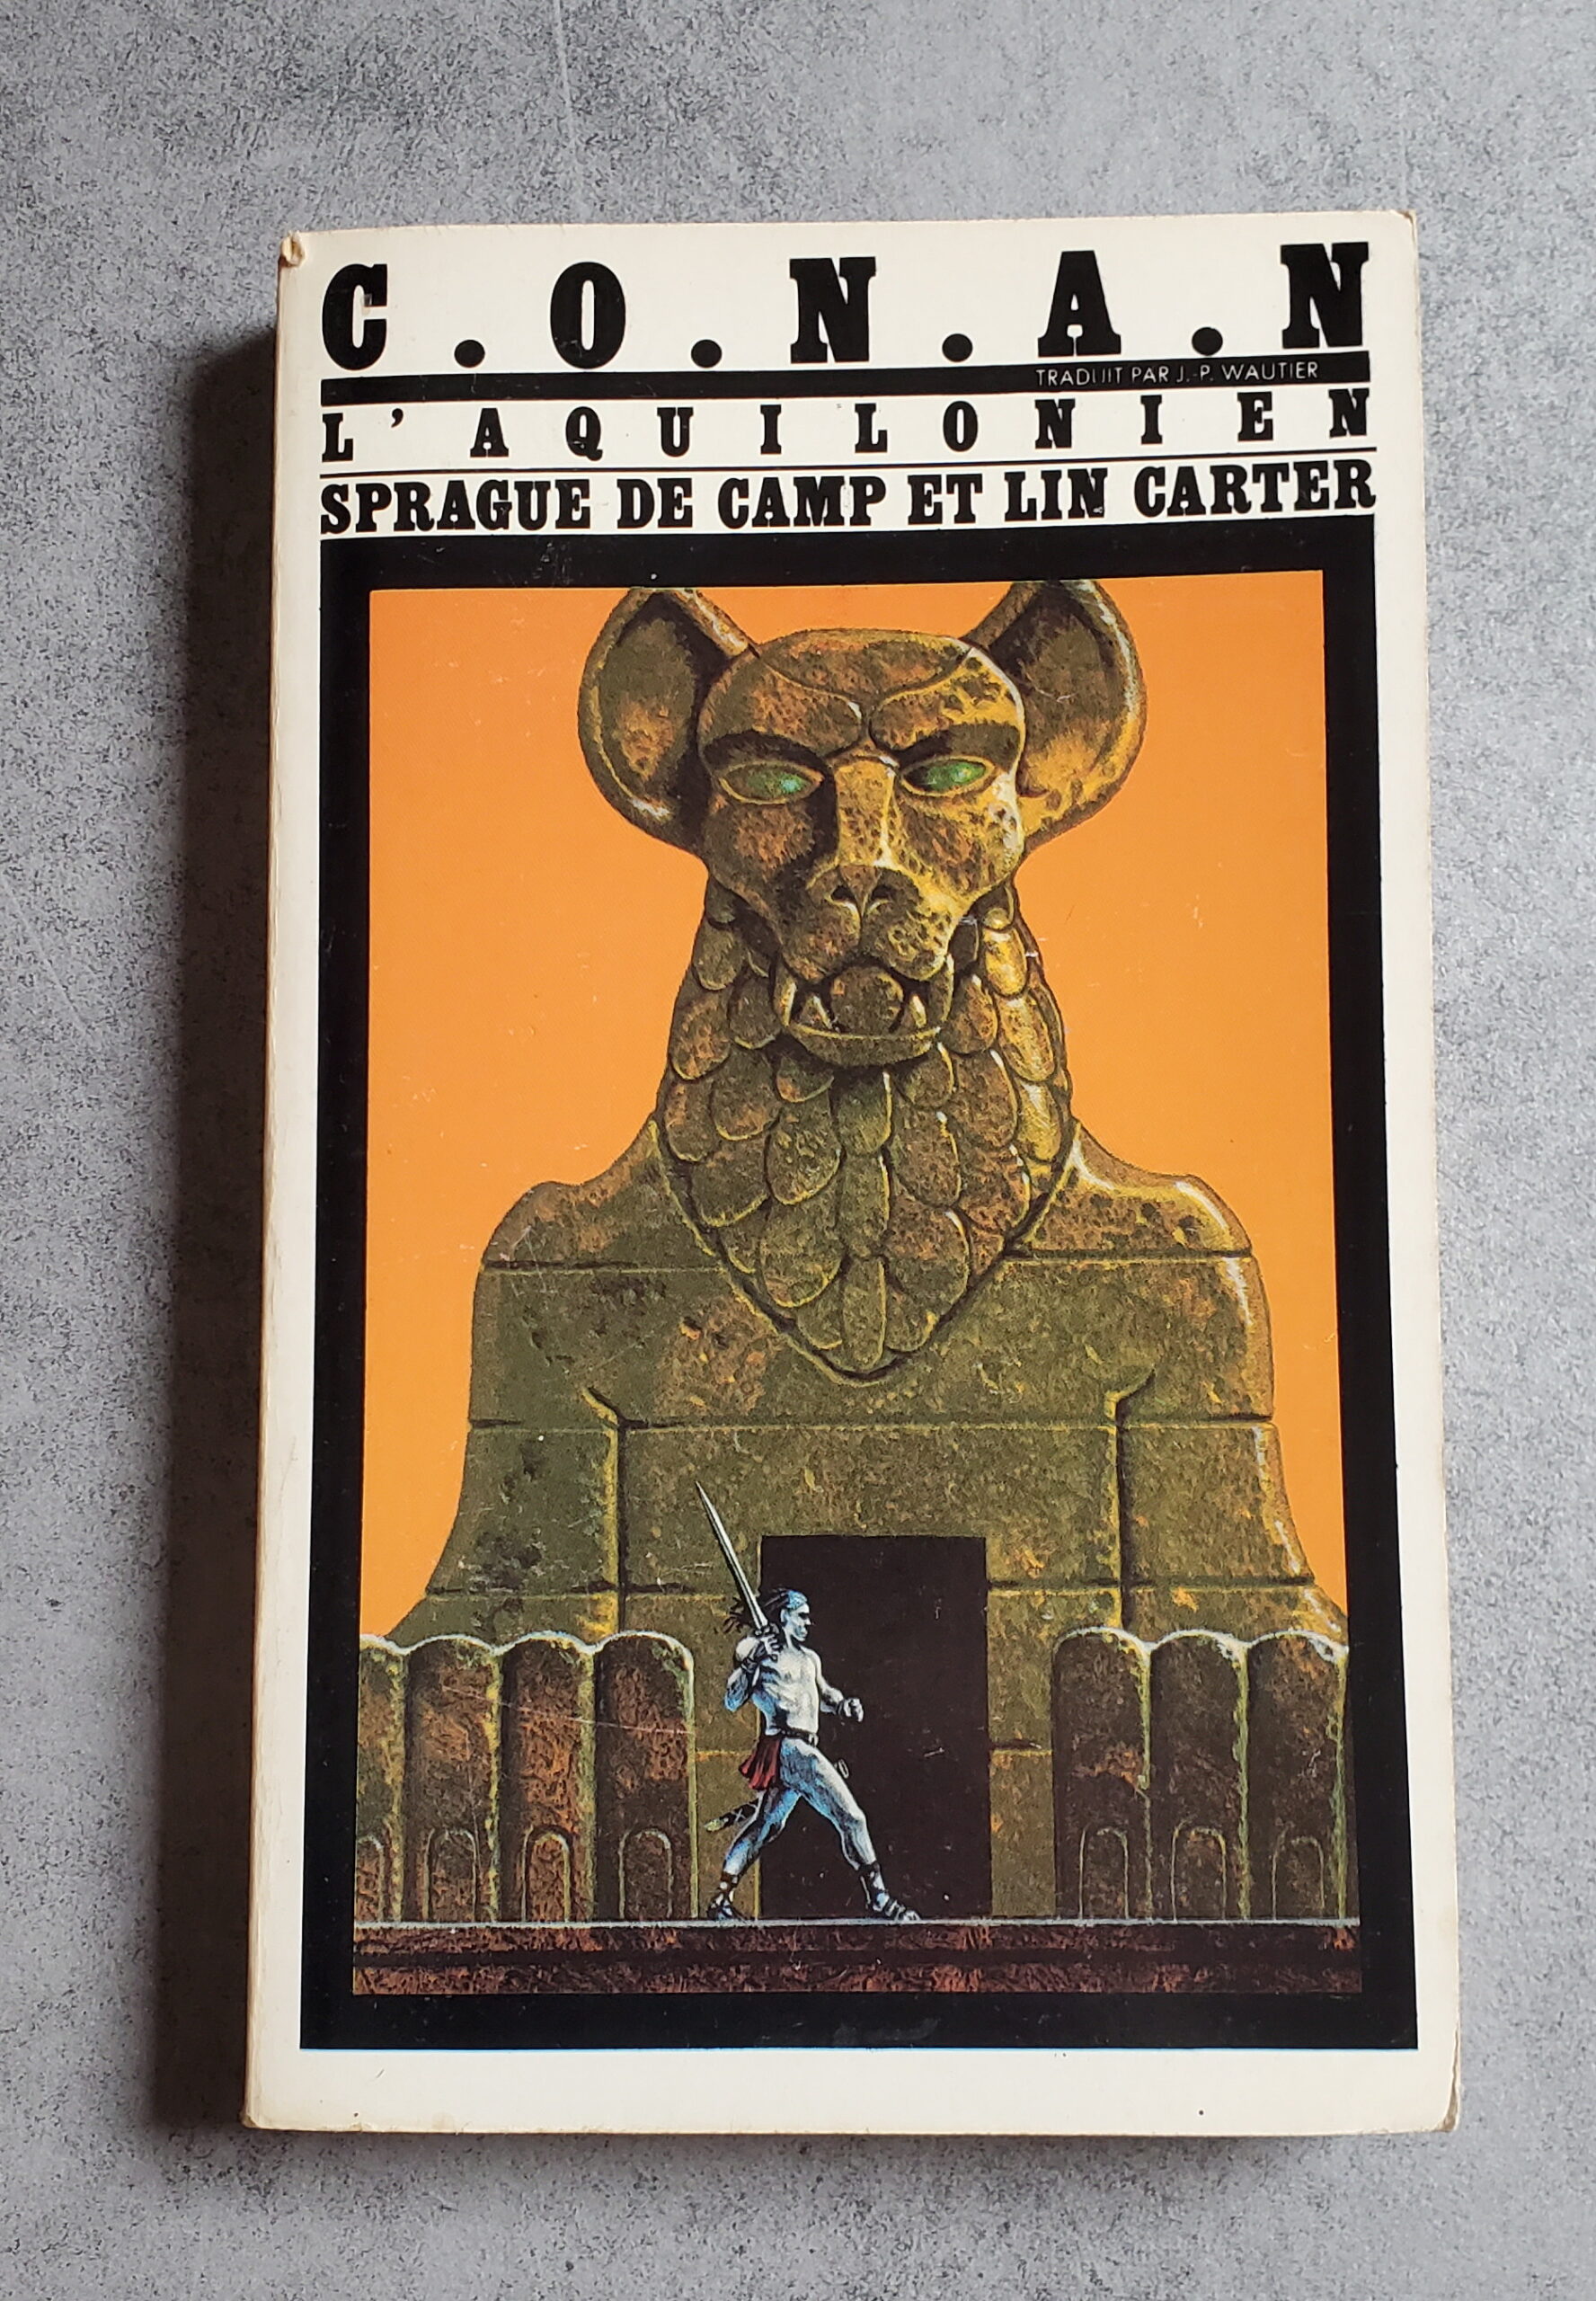 C.O.N.A.N
TRADUIT PAR J.-P. WAUTIER
L'AQUILONIEN
SPRAGUE DE CAMP ET LIN CARTER